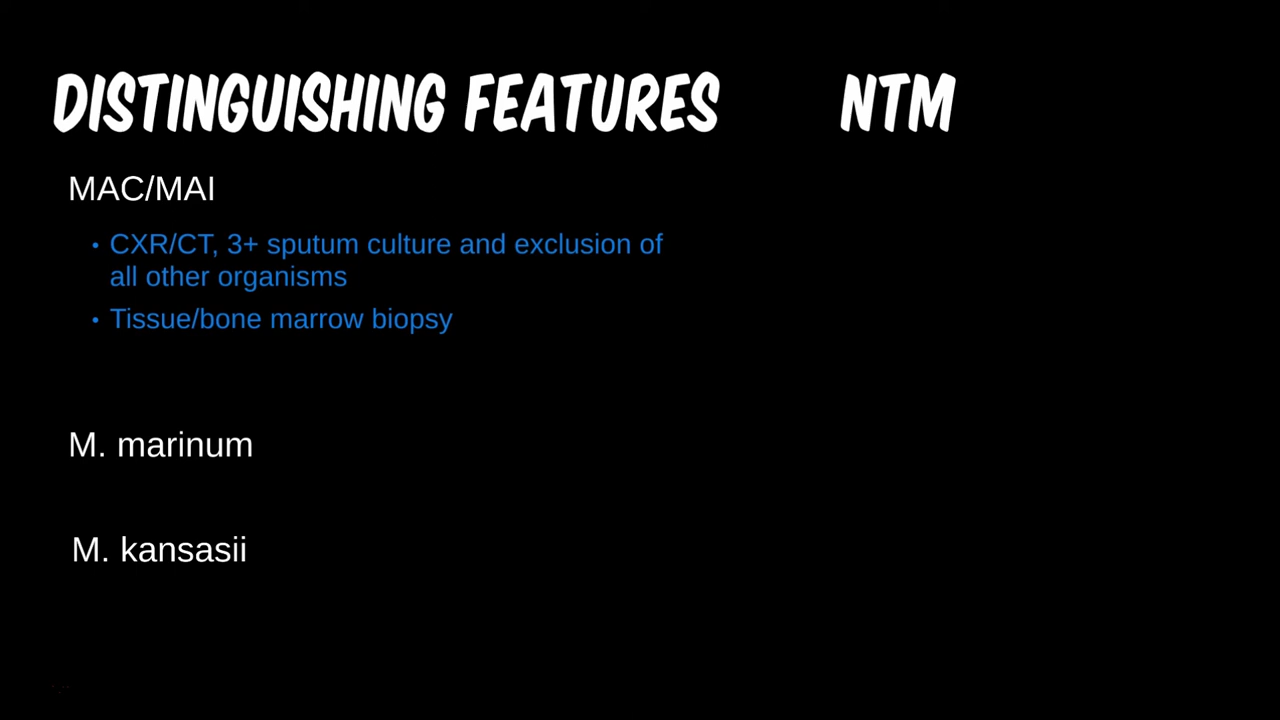 DISTINGUISHING FEATURES NTM
MAC/MAI
• CXR/CT, 3+ sputum culture and exclusion of
all other organisms
• Tissue/bone marrow biopsy
M. marinum
M. kansasii